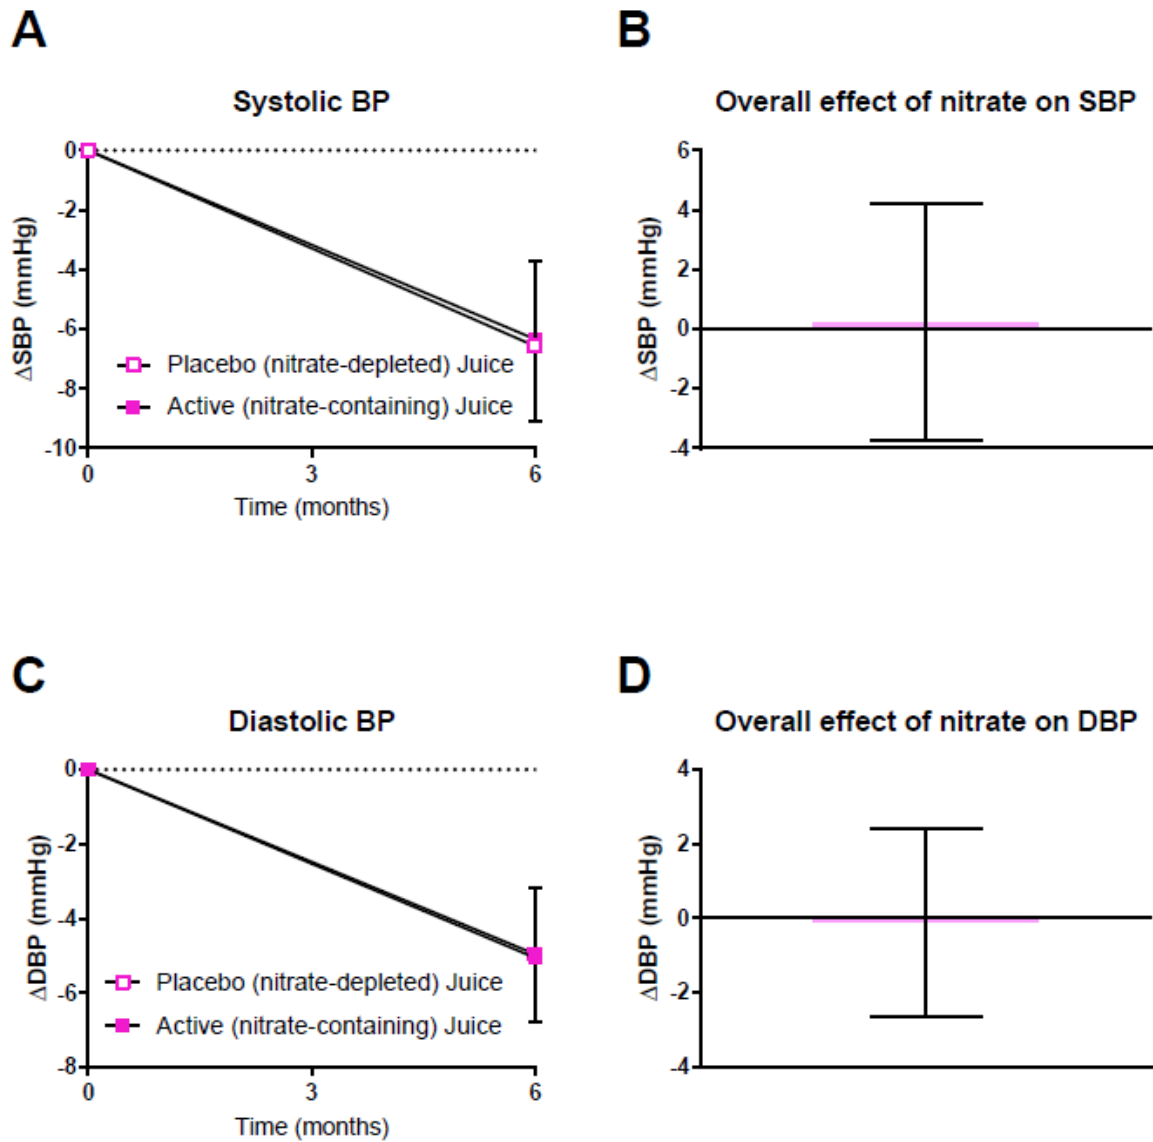 A
B
Systolic BP
Overall effect of nitrate on SBP
0
-2
-4
-6
-8
-10
ΔSBP (mmHg)
Placebo (nitrate-depleted) Juice
Active (nitrate-containing) Juice
0
3
6
Time (months)
6
4
2
0
-2
-4
ΔSBP (mmHg)
C
D
Diastolic BP
Overall effect of nitrate on DBP
0
-2
-4
-6
-8
ΔDBP (mmHg)
Placebo (nitrate-depleted) Juice
Active (nitrate-containing) Juice
0
3
6
Time (months)
4
2
0
-2
-4
ΔDBP (mmHg)